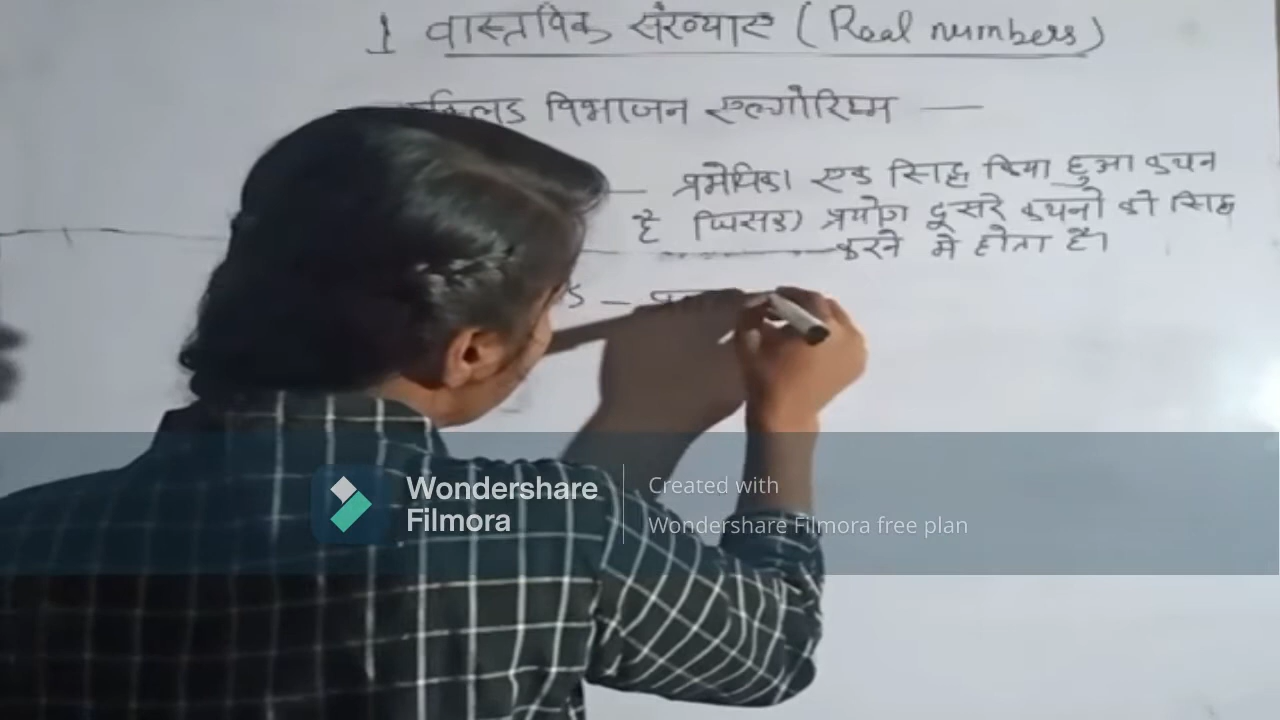 1 वास्तविक संख्याए (Real numbers)
विभाजन एल्गोरिथ्म —
— प्रमेयिका एक सिद्ध किया हुआ कथन
है जिसका प्रयोग दूसरे कथनो को सिद्ध
करने मे होता है।
Wondershare
Filmora
Created with
Wondershare Filmora free plan